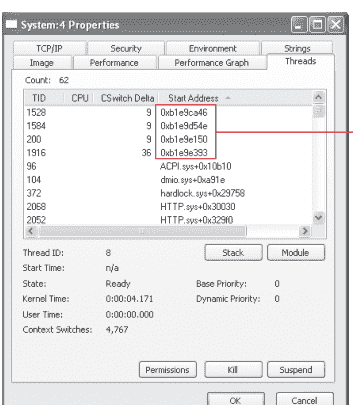 System:4 Properties
TCP/IP Security Environment Strings
Image Performance Performance Graph Threads
Count: 62
TID CPU CSwitch Delta Start Address
1528 9 0xb1e9ca46
1584 9 0xb1e9d54e
200 9 0xb1e9e150
1916 36 0xb1e9e393
96 ACPI.sys+0x10b10
104 dmio.sys+0xa91e
372 hardlock.sys+0x29758
2068 HTTP.sys+0x30030
2052 HTTP.sys+0x329f0
Thread ID: 8 Stack Module
Start Time: n/a
State: Ready Base Priority: 0
Kernel Time: 0:00:04.171 Dynamic Priority: 0
User Time: 0:00:00.000
Context Switches: 4,767
Permissions Kill Suspend
OK Cancel